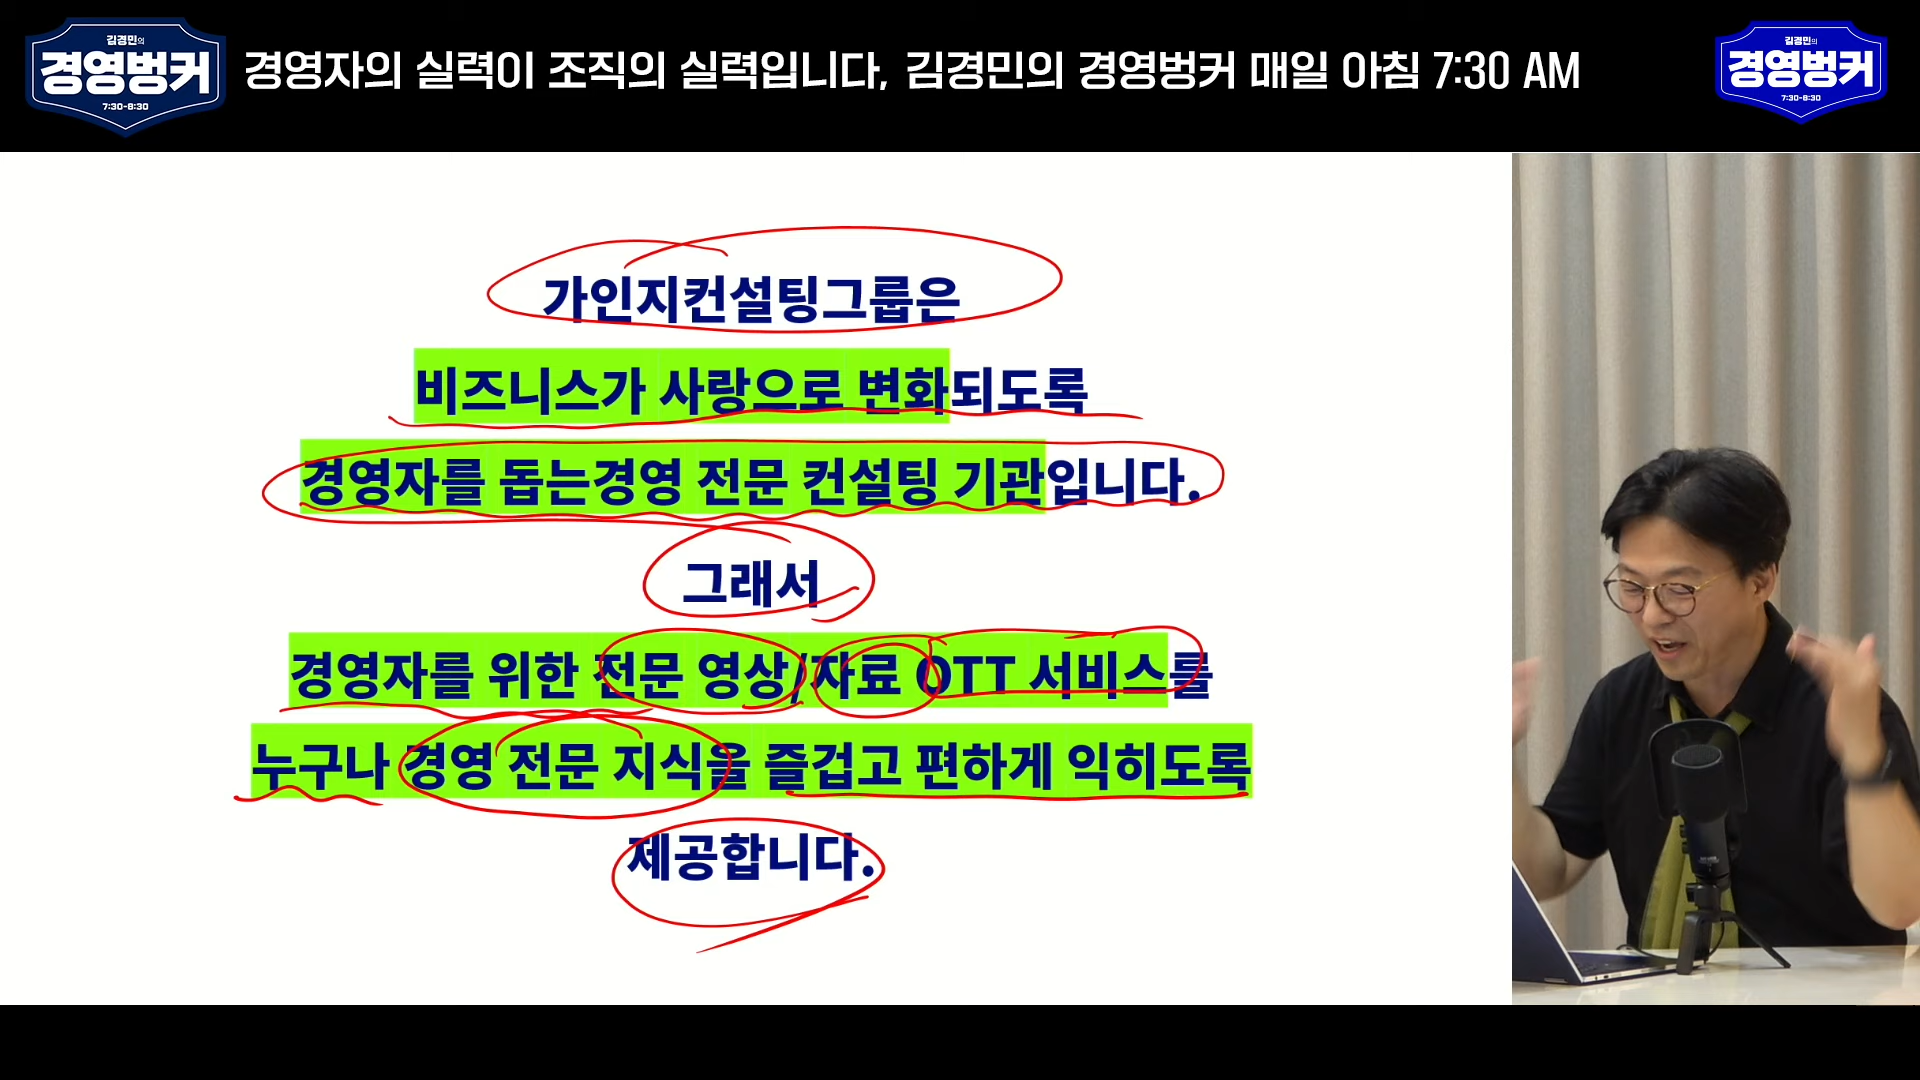 김경민의
경영벙커
7:30-8:30
경영자의 실력이 조직의 실력입니다, 김경민의 경영벙커 매일 아침 7:30 AM
김경민의
경영벙커
7:30-8:30
가인지컨설팅그룹은
비즈니스가 사랑으로 변화되도록
경영자를 돕는경영 전문 컨설팅 기관입니다.
그래서
경영자를 위한 전문 영상/자료 OTT 서비스를
누구나 경영 전문 지식을 즐겁고 편하게 익히도록
제공합니다.